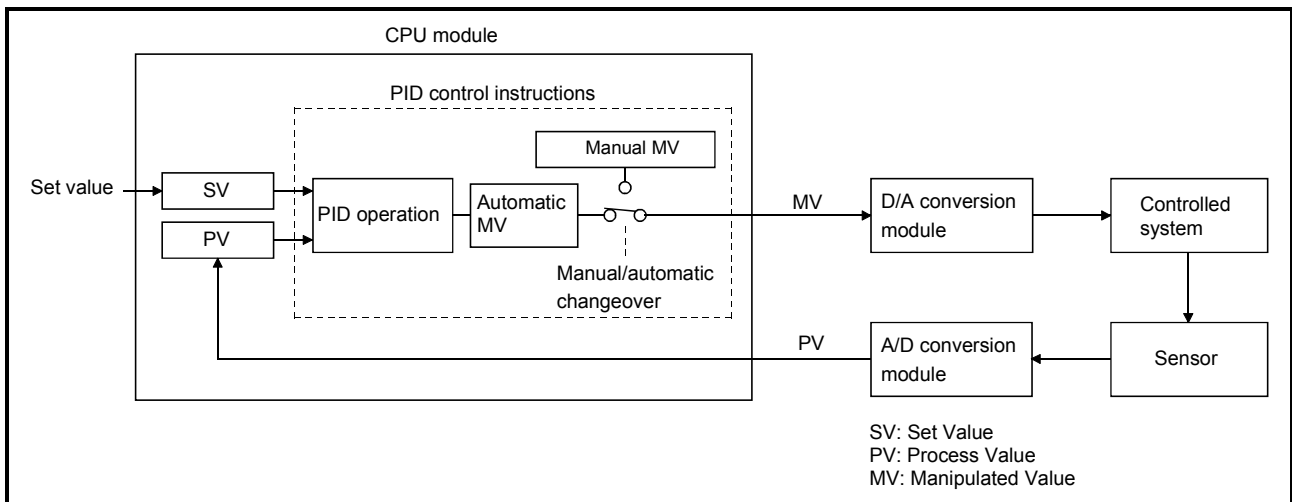 CPU module
PID control instructions
Manual MV
Set value
SV
PV
PID operation
Automatic
MV
Manual/automatic
changeover
MV
D/A conversion
module
Controlled
system
PV
A/D conversion
module
Sensor
SV: Set Value
PV: Process Value
MV: Manipulated Value